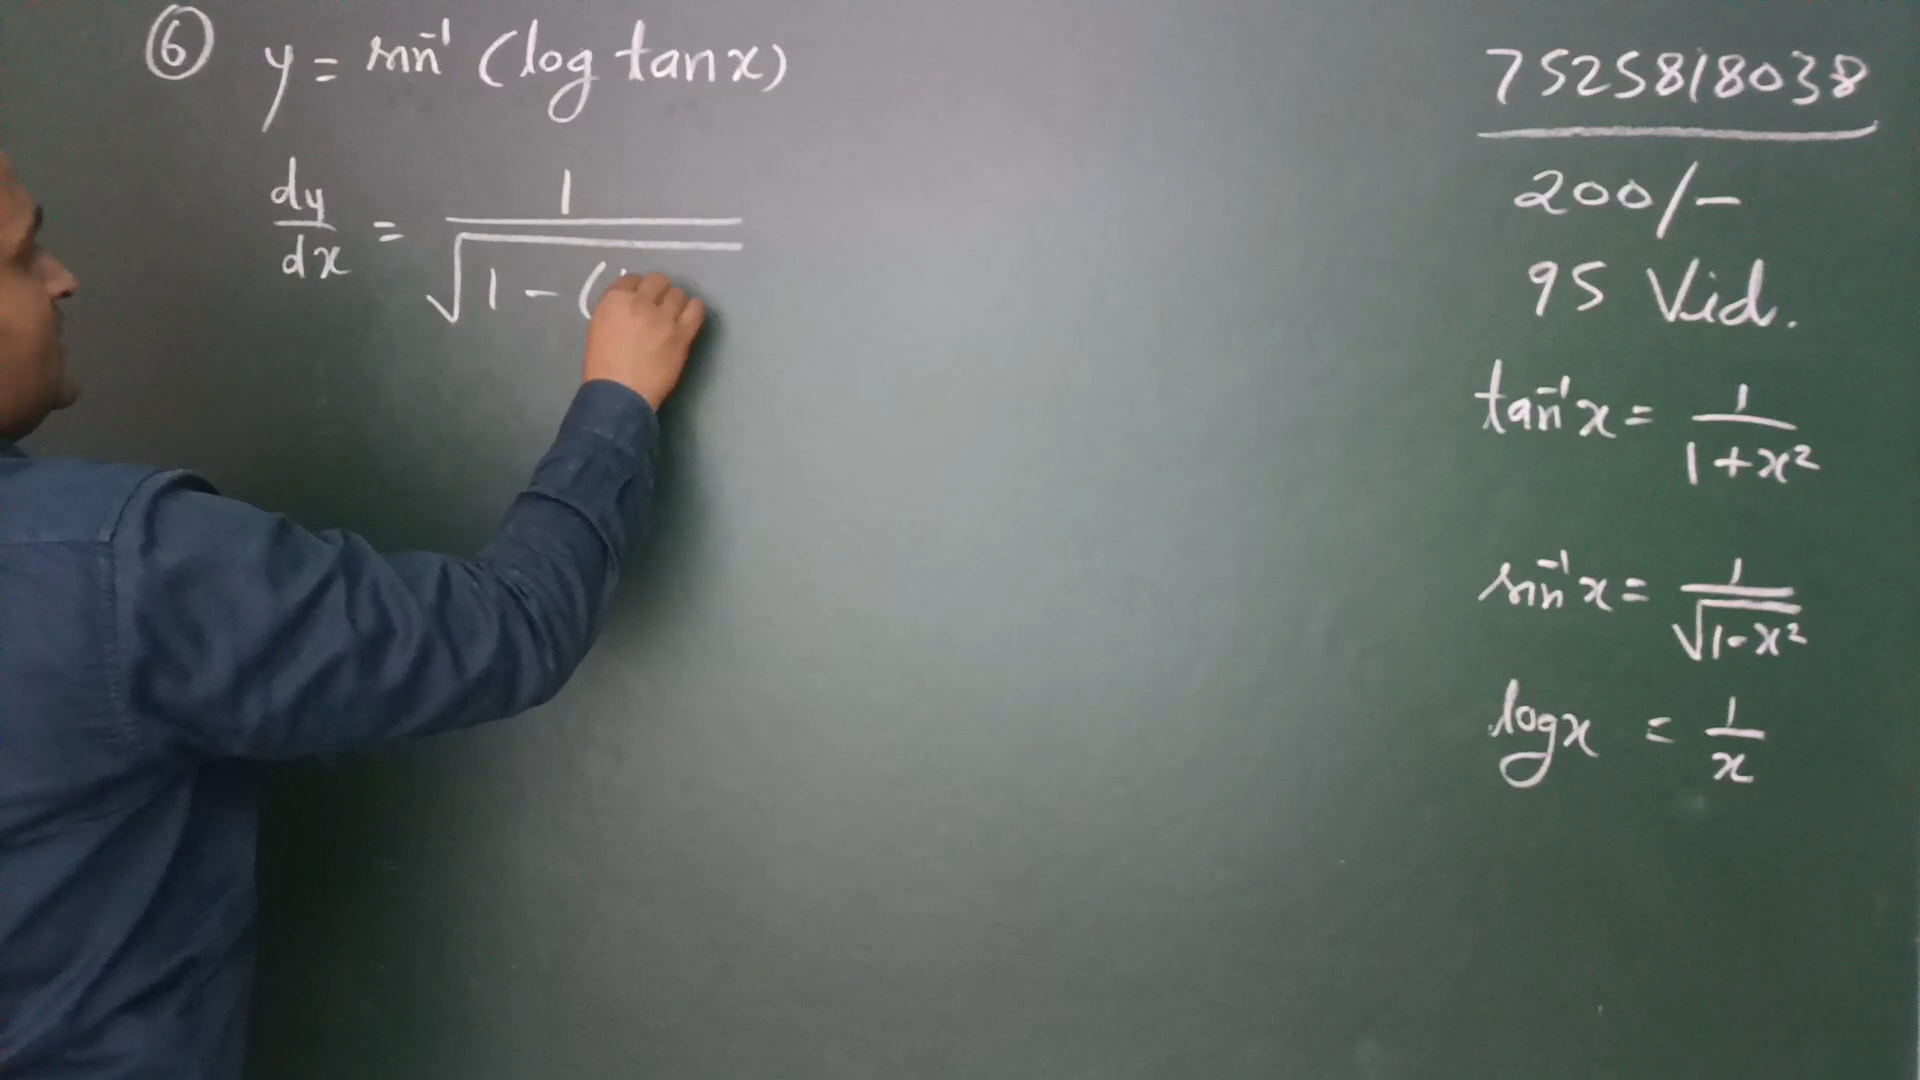 ⑥ y = sin⁻¹ (log tan x)
dy/dx = 1/√1 - (
7525818038
200/-
95 Vid.
tan⁻¹x = 1/1+x²
sin⁻¹x = 1/√1-x²
log x = 1/x